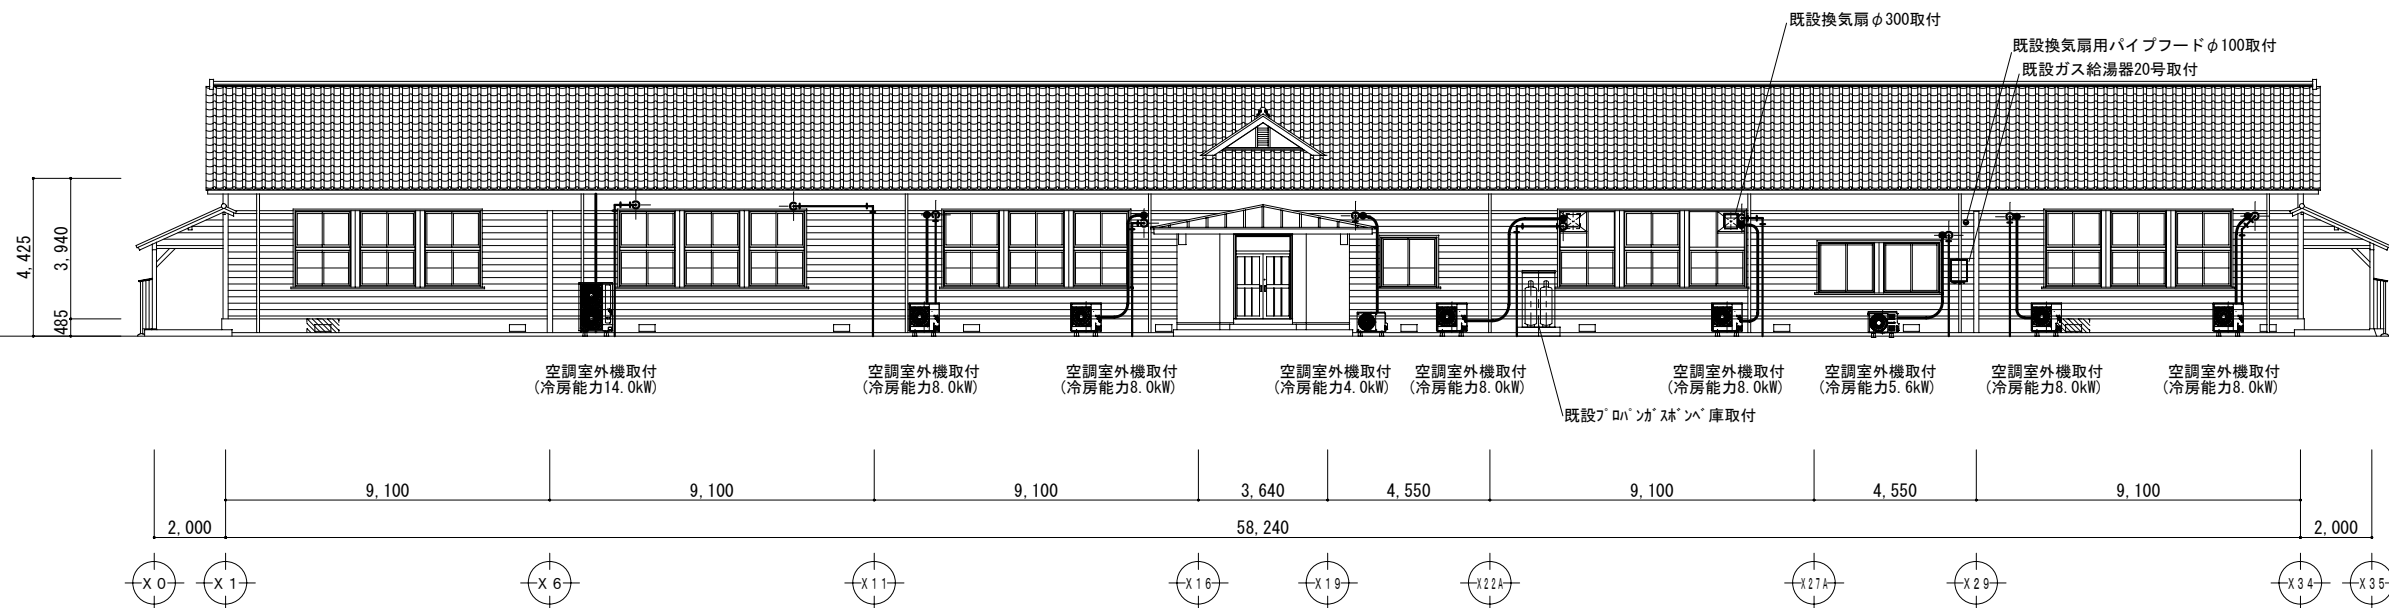 既設換気扇φ300取付
既設換気扇用パイプフードφ100取付
既設ガス給湯器20号取付
4,425
3,940
485
空調室外機取付
(冷房能力14.0kW)
空調室外機取付
(冷房能力8.0kW)
空調室外機取付
(冷房能力8.0kW)
空調室外機取付
(冷房能力4.0kW)
空調室外機取付
(冷房能力8.0kW)
空調室外機取付
(冷房能力8.0kW)
空調室外機取付
(冷房能力5.6kW)
空調室外機取付
(冷房能力8.0kW)
空調室外機取付
(冷房能力8.0kW)
既設プロパンガスボンベ庫取付
9,100 9,100 9,100 3,640 4,550 9,100 4,550 9,100
2,000 58,240 2,000
X0 X1 X6 X11 X16 X19 X22A X27A X29 X34 X35